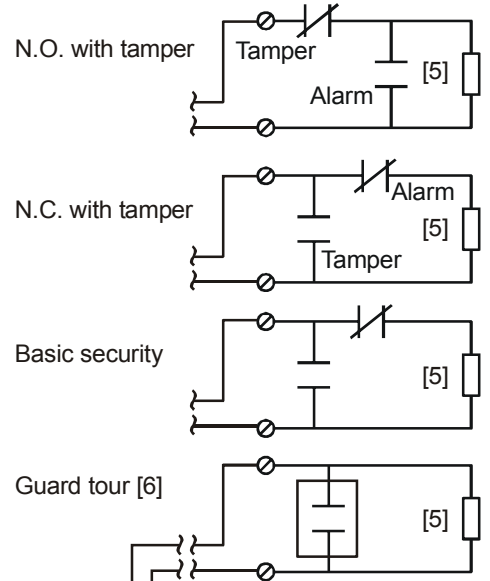 N.O. with tamper
Tamper
Alarm
[5]
N.C. with tamper
Alarm
Tamper
[5]
Basic security
[5]
Guard tour [6]
[5]